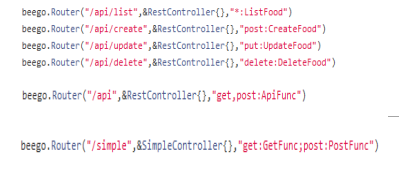 beego.Router("/api/list",&RestController{},"*:ListFood")
beego.Router("/api/create",&RestController{},"post:CreateFood")
beego.Router("/api/update",&RestController{},"put:UpdateFood")
beego.Router("/api/delete",&RestController{},"delete:DeleteFood")
beego.Router("/api",&RestController{},"get,post:ApiFunc")
beego.Router("/simple",&SimpleController{},"get:GetFunc;post:PostFunc")